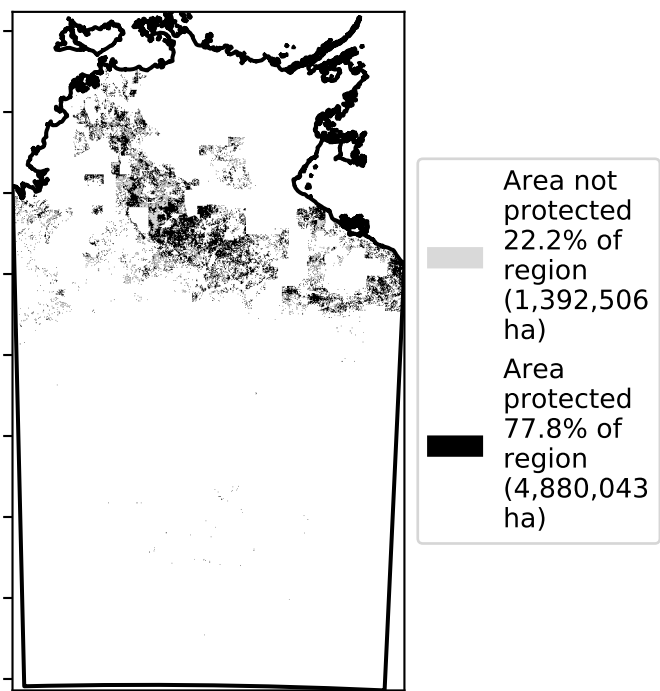 Area not
protected
22.2% of
region
(1,392,506
ha)
Area
protected
77.8% of
region
(4,880,043
ha)